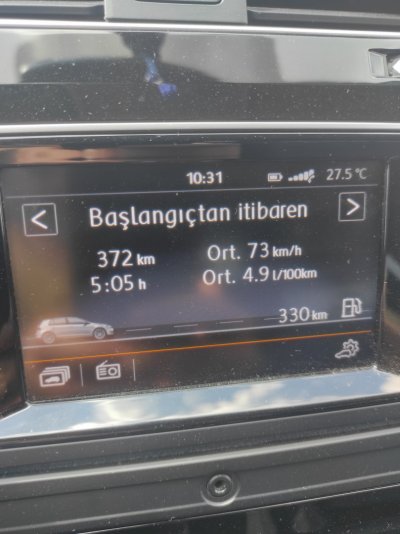 10:31 27.5 °C
Başlangıçtan itibaren
372 km Ort. 73 km/h
5:05 h Ort. 4.9 l/100km
330 km